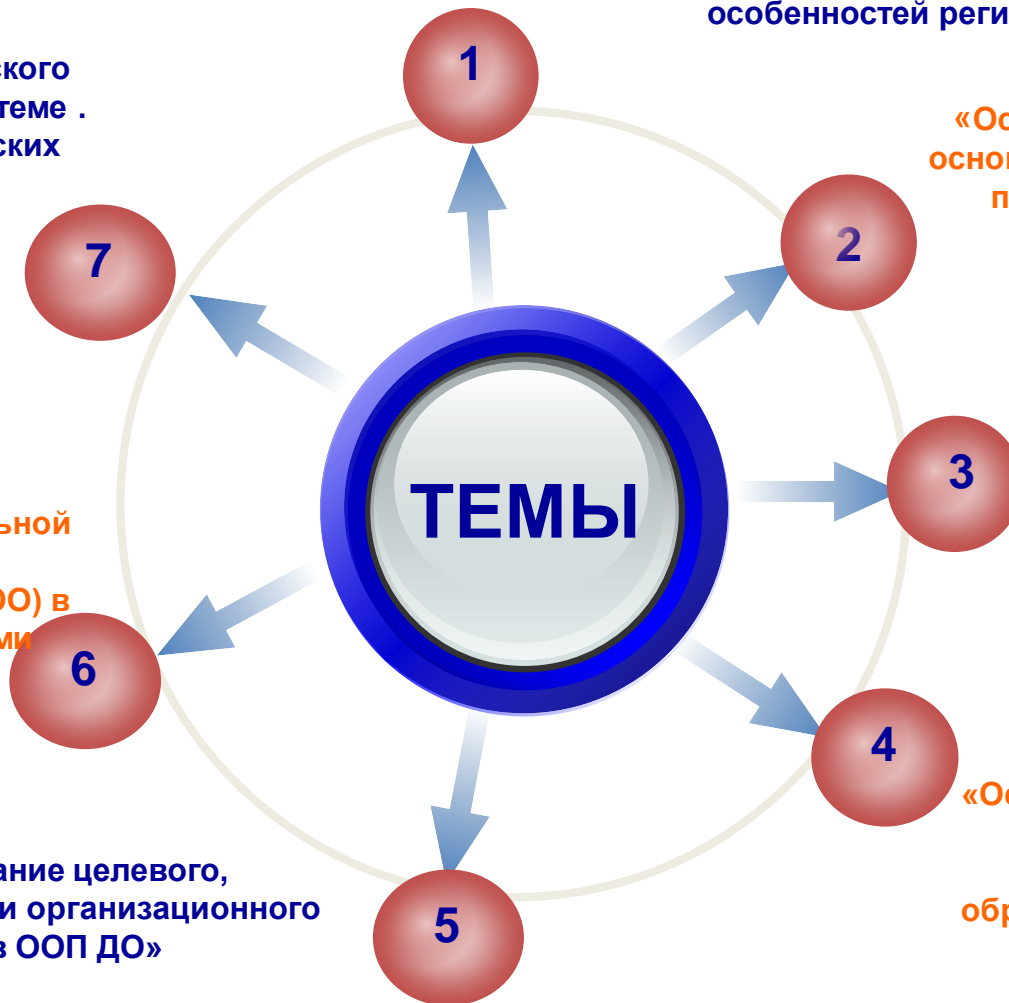 особенностей реги
1
ского
теме .
ских
«Ос
осно
п
2
7
3
ТЕМЫ
ьной
ОО) в
ми
6
4
«Ос
обр
ание целевого,
и организационного
в ООП ДО»
5